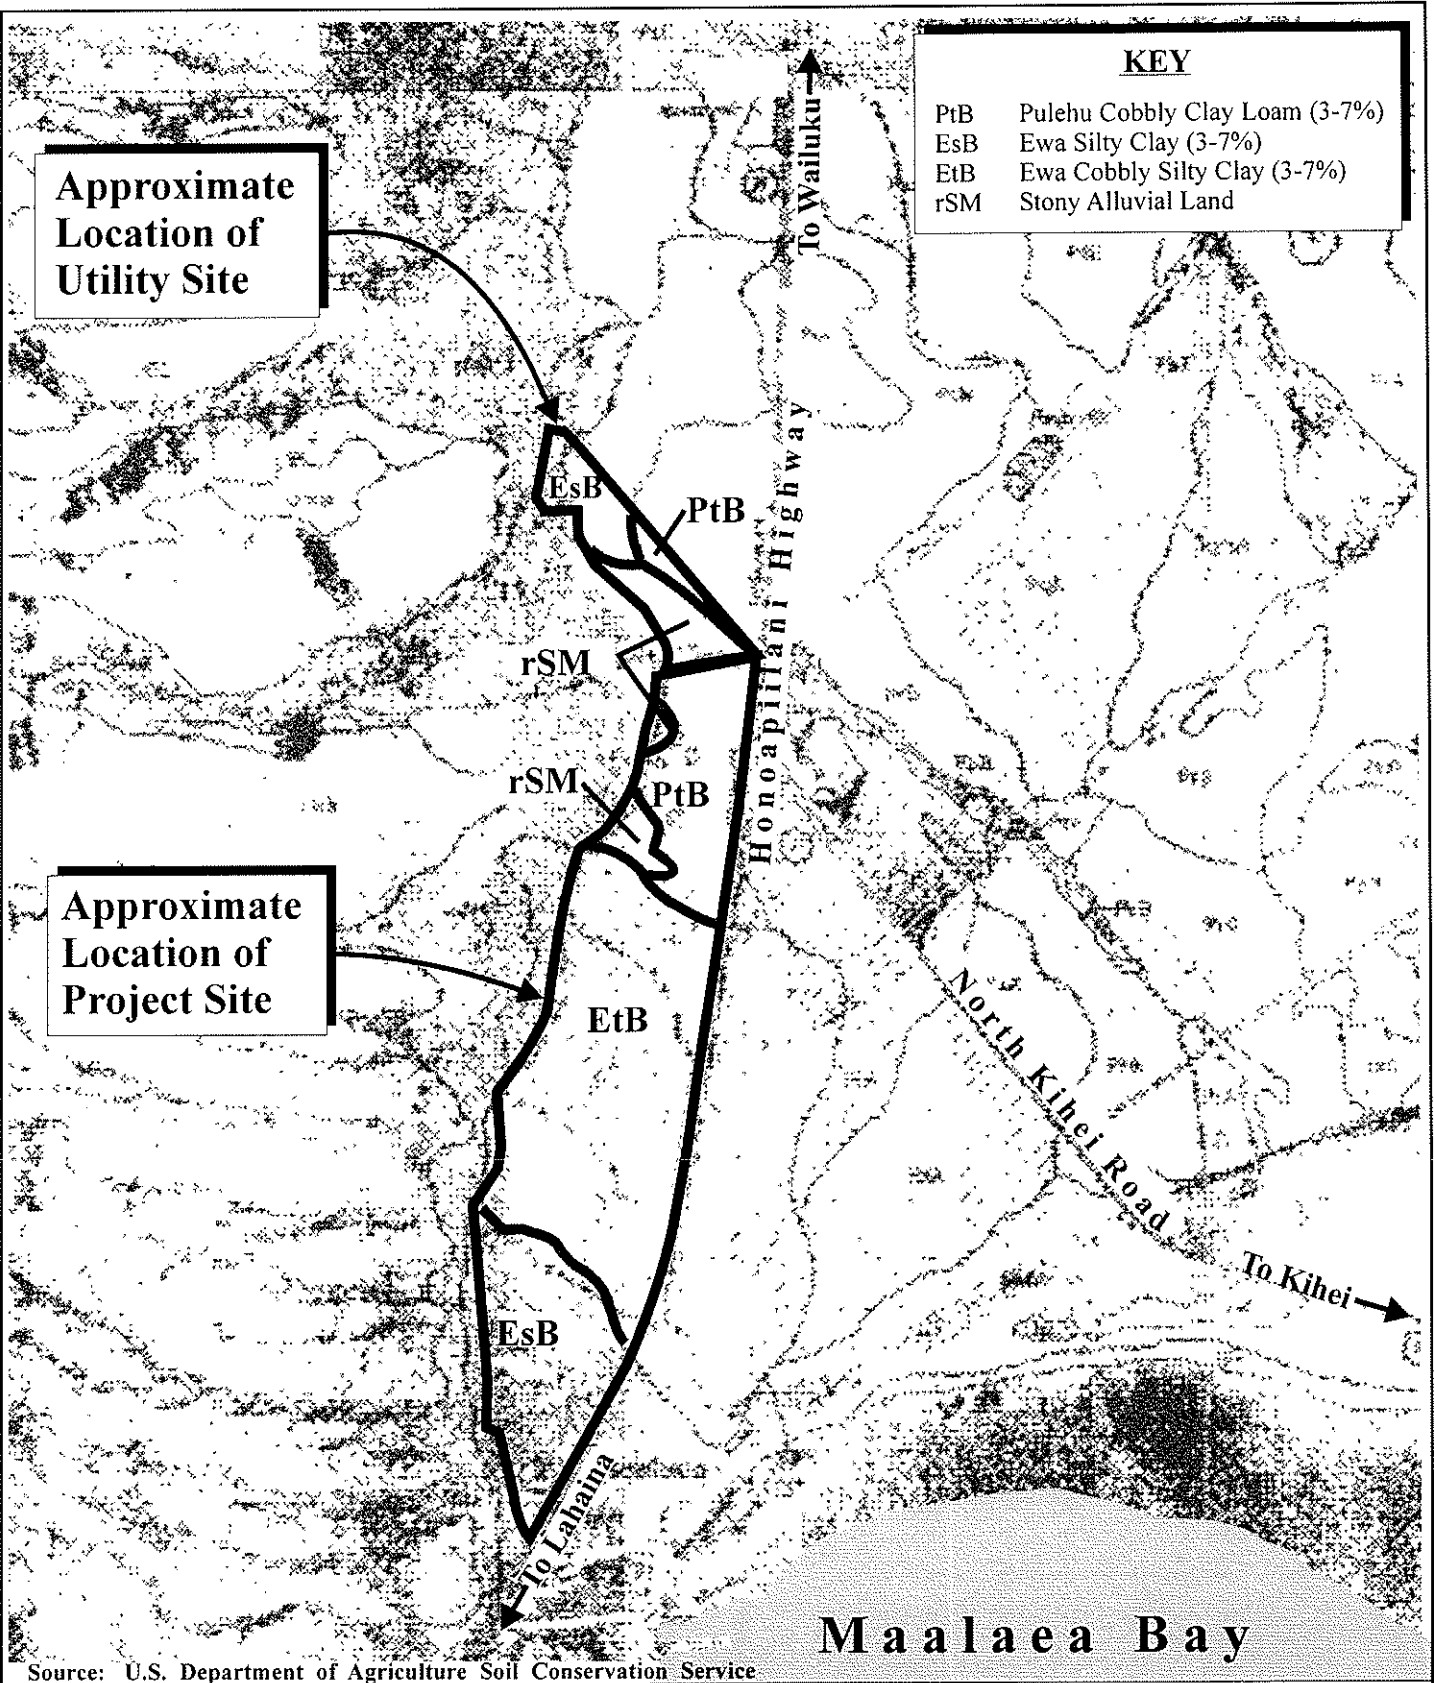 KEY
PtB Pulehu Cobbly Clay Loam (3-7%)
EsB Ewa Silty Clay (3-7%)
EtB Ewa Cobbly Silty Clay (3-7%)
rSM Stony Alluvial Land
To Wailuku
Approximate
Location of
Utility Site
EsB
PtB
Honoapiilani Highway
rSM
rSM
PtB
Approximate
Location of
Project Site
EtB
North Kihei Road
To Kihei
EsB
To Lahaina
Maalaea Bay
Source: U.S. Department of Agriculture Soil Conservation Service